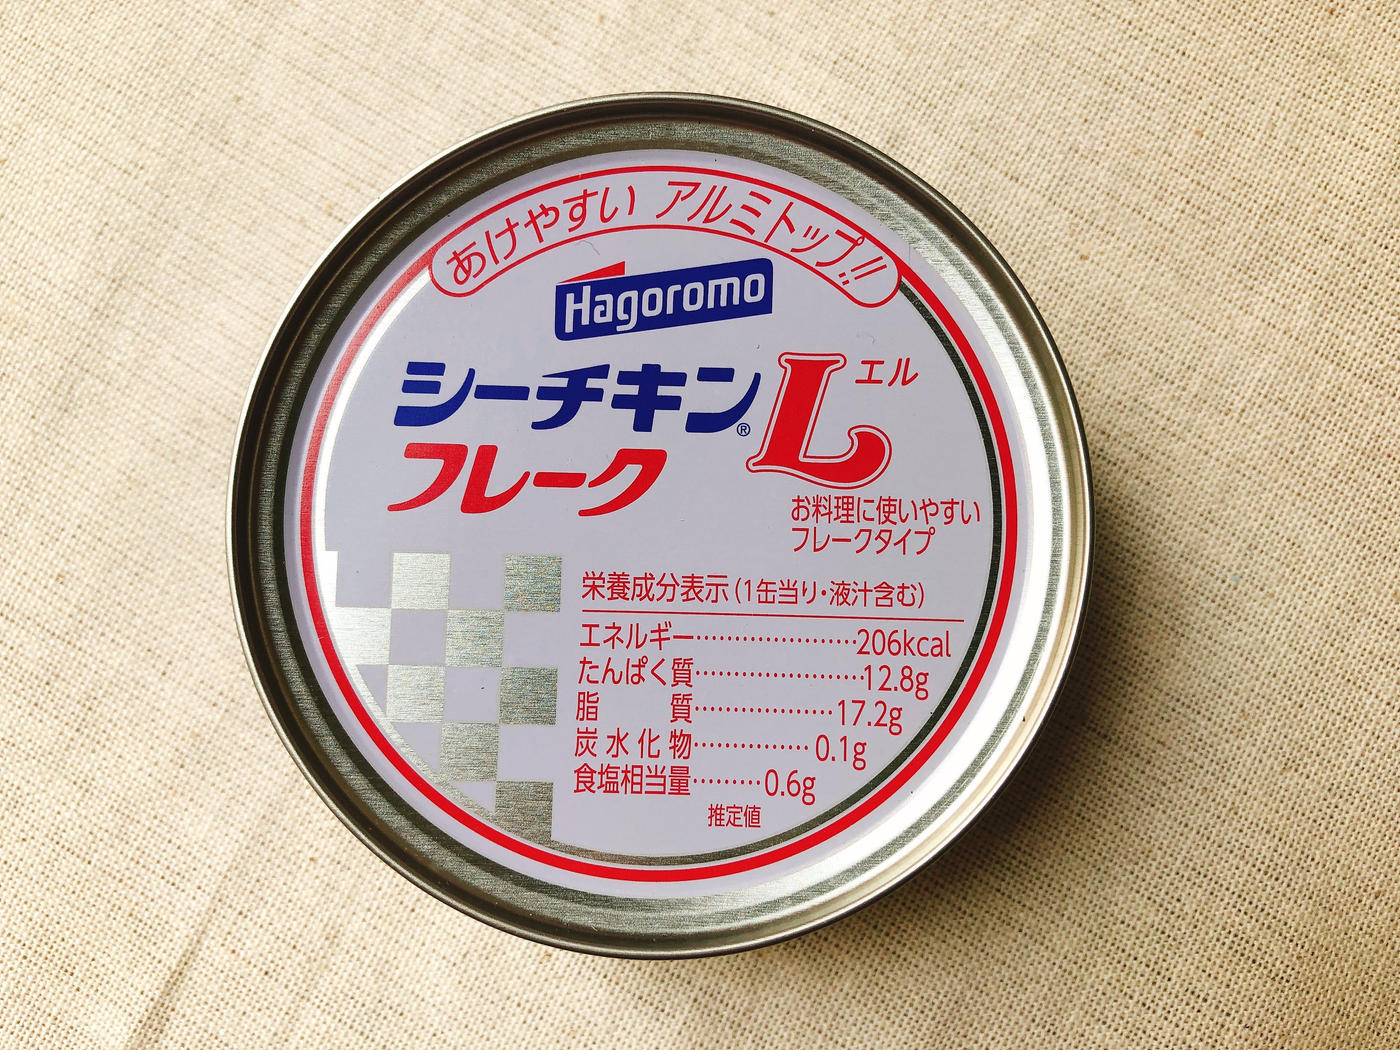 あけやすい アルミトップ!!
Hagoromo
シーチキン® L エル
フレーク
お料理に使いやすい
フレークタイプ
栄養成分表示(1缶当り・液汁含む)
エネルギー……………………206kcal
たんぱく質……………………12.8g
脂質……………………17.2g
炭水化物……………0.1g
食塩相当量………0.6g
推定値